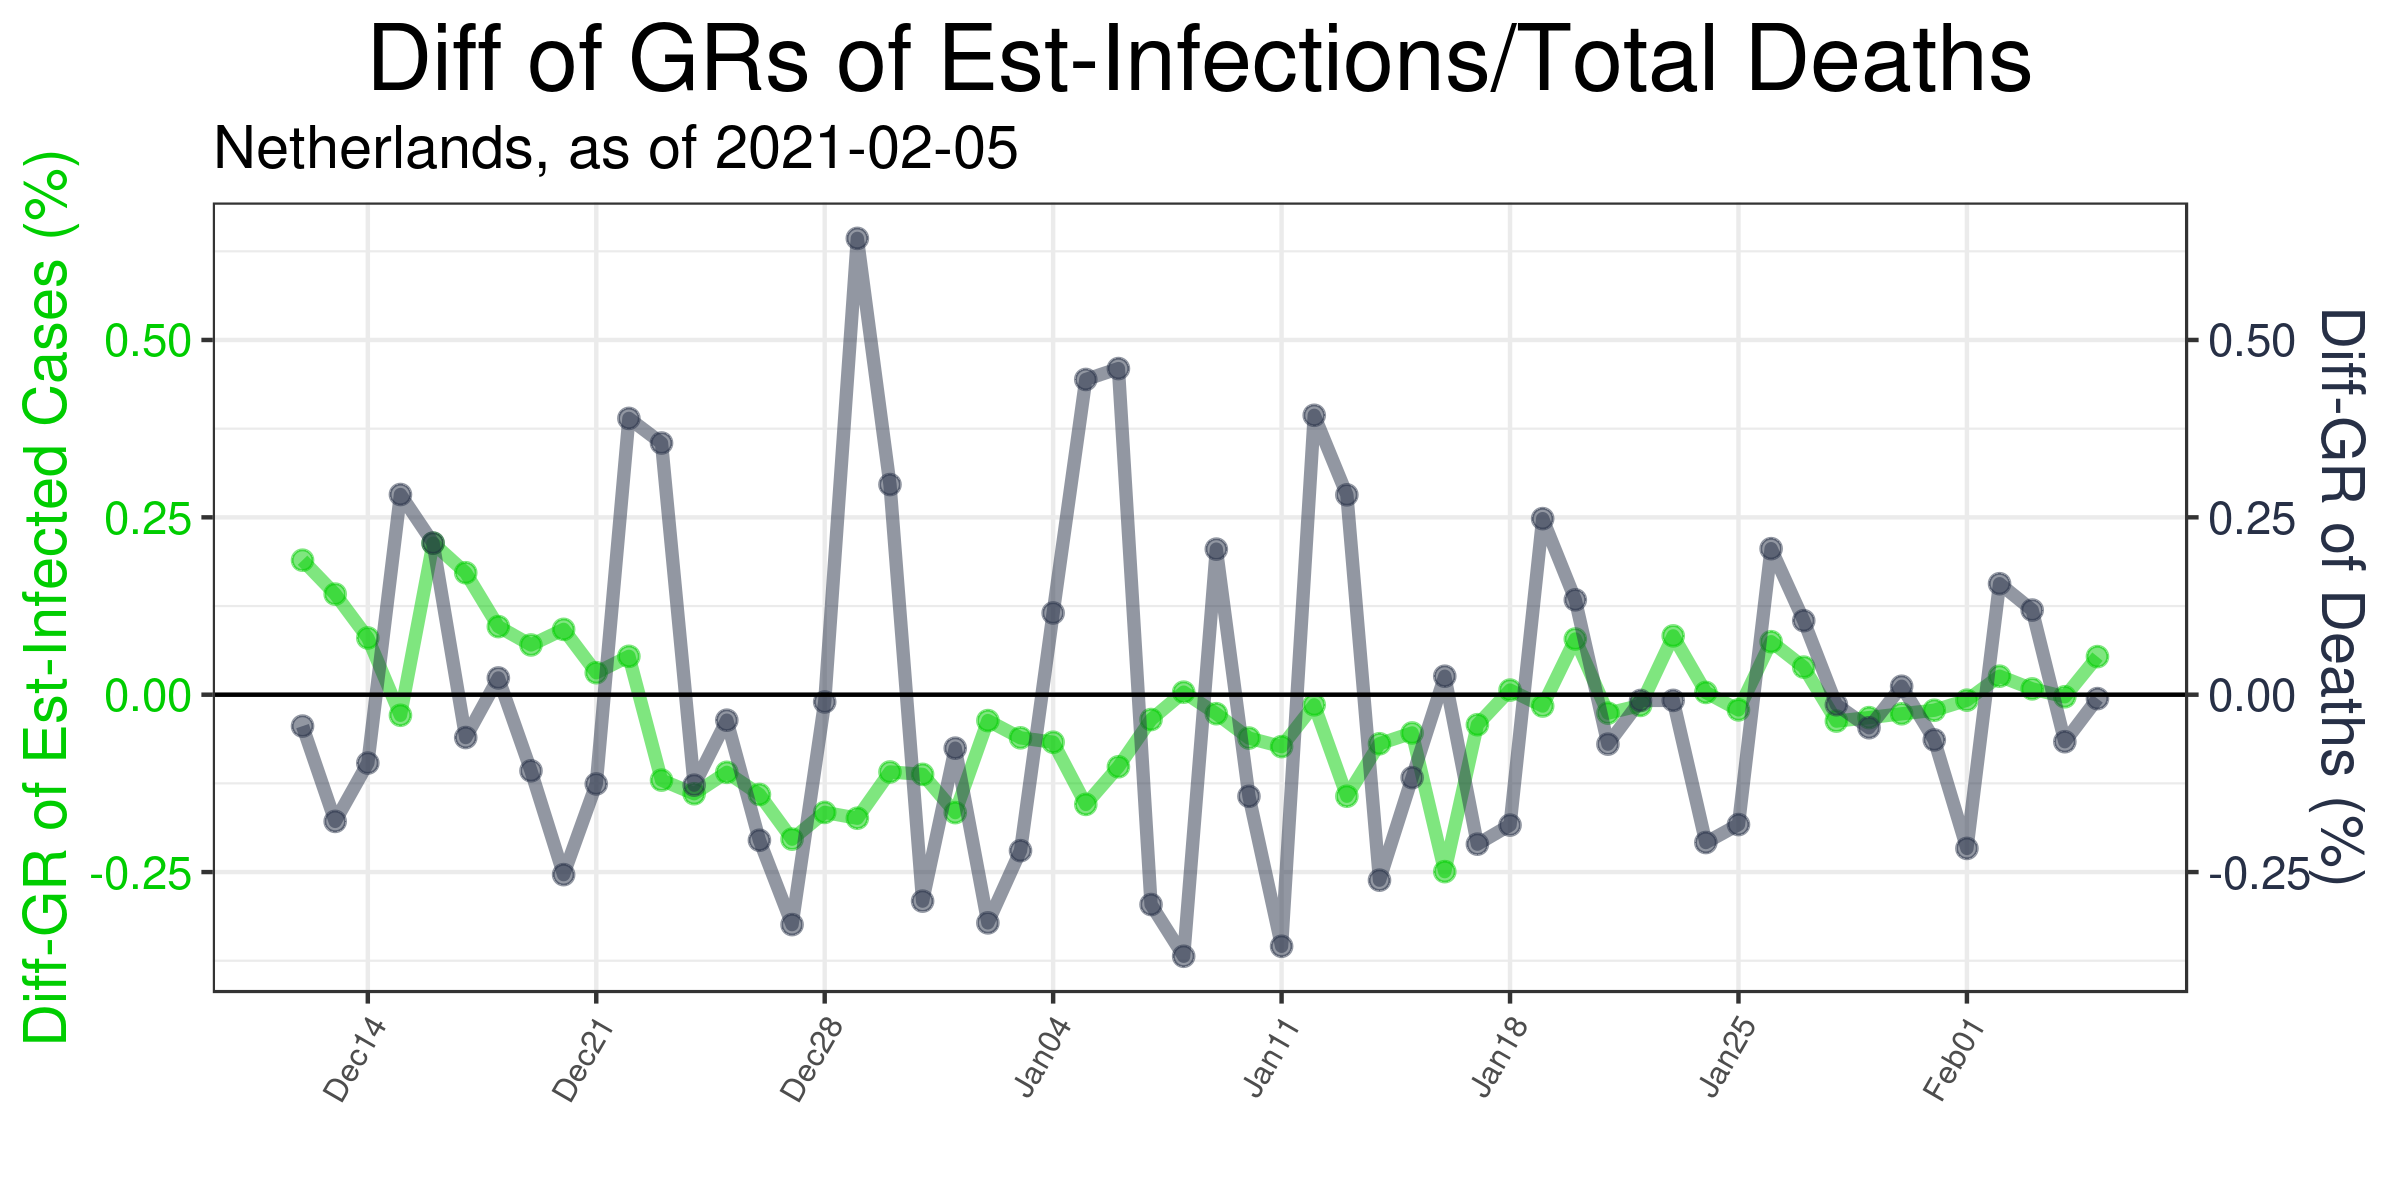 Diff of GRs of Est-Infections/Total Deaths
Netherlands, as of 2021-02-05
Diff-GR of Est-Infected Cases (%)
0.50
0.25
0.00
-0.25
0.50
0.25
0.00
-0.25
Diff-GR of Deaths (%)
Dec14
Dec21
Dec28
Jan04
Jan11
Jan18
Jan25
Feb01